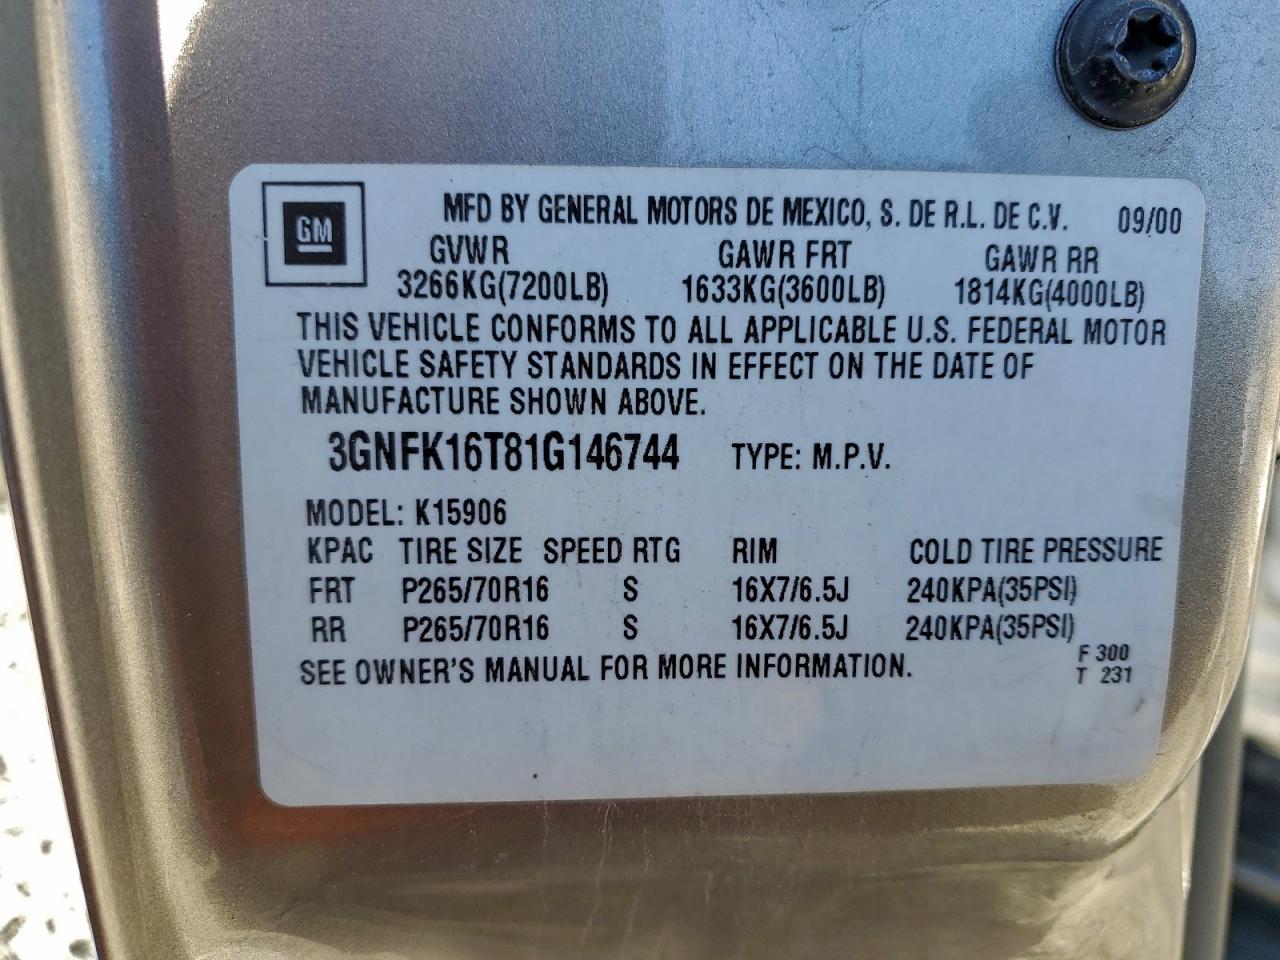 GM
MFD BY GENERAL MOTORS DE MEXICO, S. DE R.L. DE C.V. 09/00
GVWR GAWR FRT GAWR RR
3266KG(7200LB) 1633KG(3600LB) 1814KG(4000LB)
THIS VEHICLE CONFORMS TO ALL APPLICABLE U.S. FEDERAL MOTOR
VEHICLE SAFETY STANDARDS IN EFFECT ON THE DATE OF
MANUFACTURE SHOWN ABOVE.
3GNFK16T81G146744 TYPE: M.P.V.
MODEL: K15906
KPAC TIRE SIZE SPEED RTG RIM COLD TIRE PRESSURE
FRT P265/70R16 S 16X7/6.5J 240KPA(35PSI)
RR P265/70R16 S 16X7/6.5J 240KPA(35PSI)
SEE OWNER'S MANUAL FOR MORE INFORMATION.
F 300
T 231